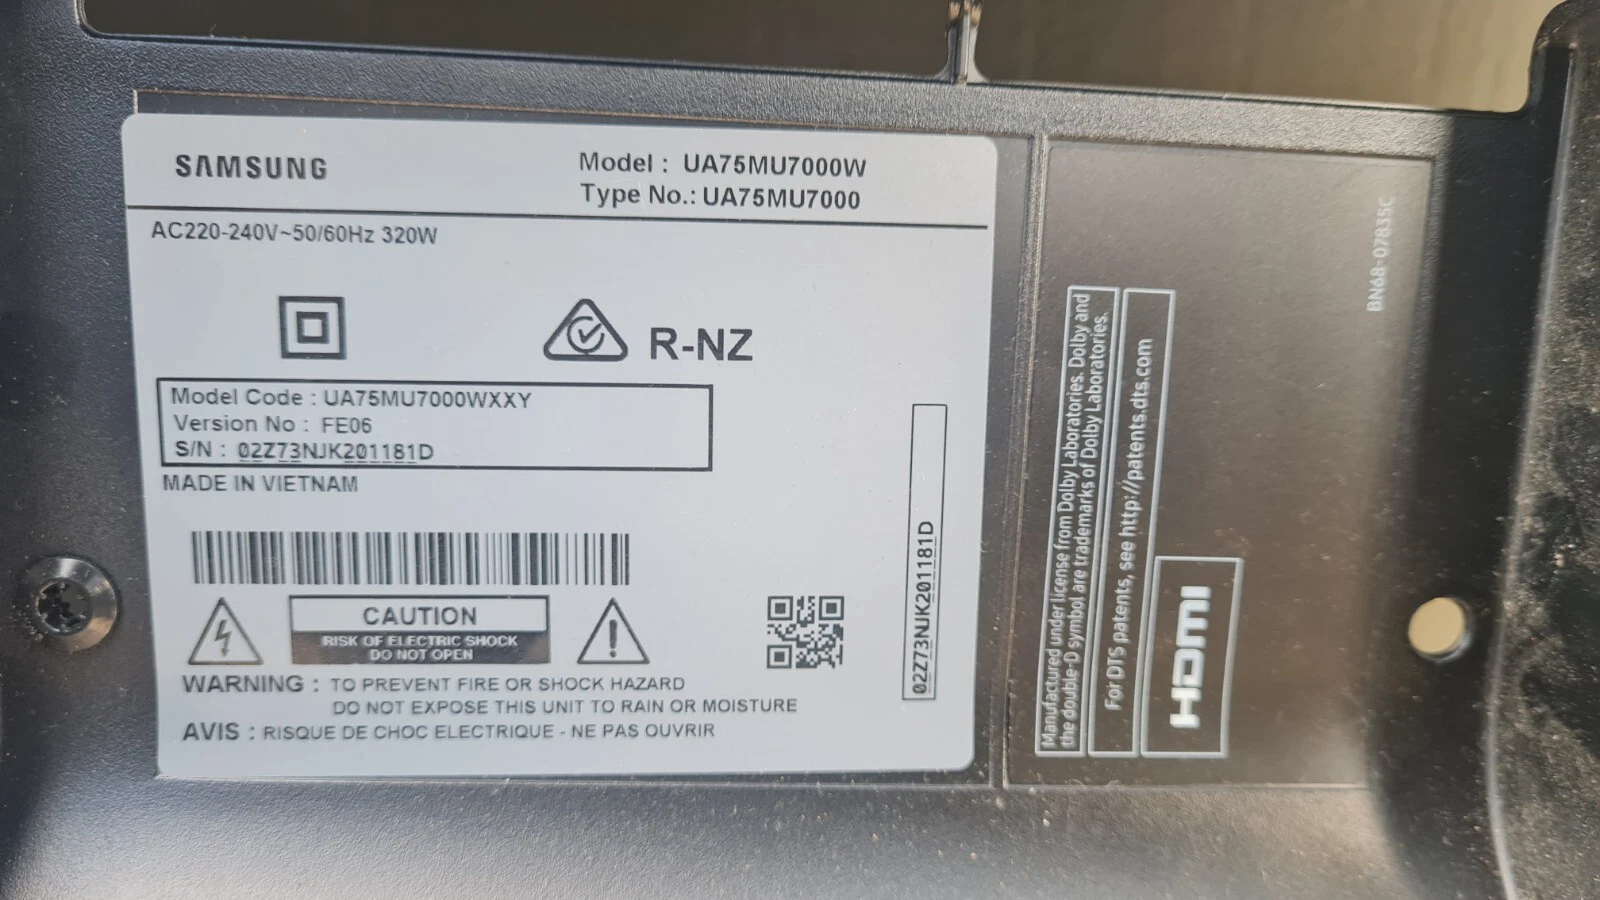 SAMSUNG
Model : UA75MU7000W
Type No.: UA75MU7000
AC220-240V~50/60Hz 320W
R-NZ
Model Code : UA75MU7000WXXY
Version No : FE06
S/N : 02Z73NJK201181D
MADE IN VIETNAM
CAUTION
RISK OF ELECTRIC SHOCK
DO NOT OPEN
WARNING : TO PREVENT FIRE OR SHOCK HAZARD
DO NOT EXPOSE THIS UNIT TO RAIN OR MOISTURE
AVIS : RISQUE DE CHOC ELECTRIQUE - NE PAS OUVRIR
02Z73NJK201181D
Manufactured under license from Dolby Laboratories. Dolby and
the double-D symbol are trademarks of Dolby Laboratories.
For DTS patents, see http://patents.dts.com
HDMI
BN68-07835C